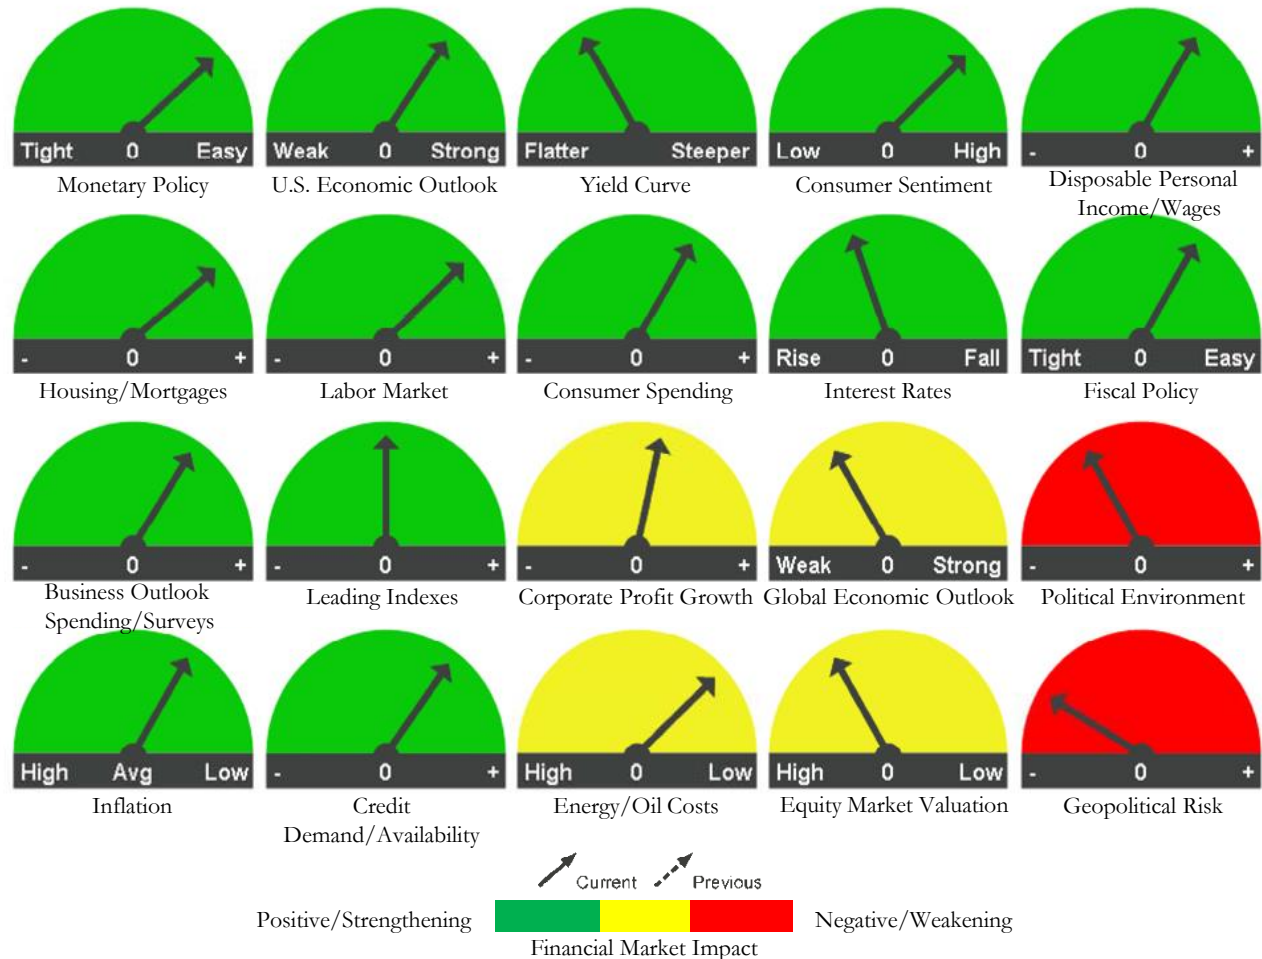 Tight 0 Easy
Weak 0 Strong
Flatter Steeper
Low 0 High
- 0 +
Monetary Policy
U.S. Economic Outlook
Yield Curve
Consumer Sentiment
Disposable Personal
Income/Wages
- 0 +
- 0 +
- 0 +
Rise 0 Fall
Tight 0 Easy
Housing/Mortgages
Labor Market
Consumer Spending
Interest Rates
Fiscal Policy
- 0 +
- 0 +
- 0 +
Weak 0 Strong
- 0 +
Business Outlook
Spending/Surveys
Leading Indexes
Corporate Profit Growth
Global Economic Outlook
Political Environment
High Avg Low
- 0 +
High 0 Low
High 0 Low
- 0 +
Inflation
Credit
Demand/Availability
Energy/Oil Costs
Equity Market Valuation
Geopolitical Risk
Current Previous
Positive/Strengthening
Negative/Weakening
Financial Market Impact